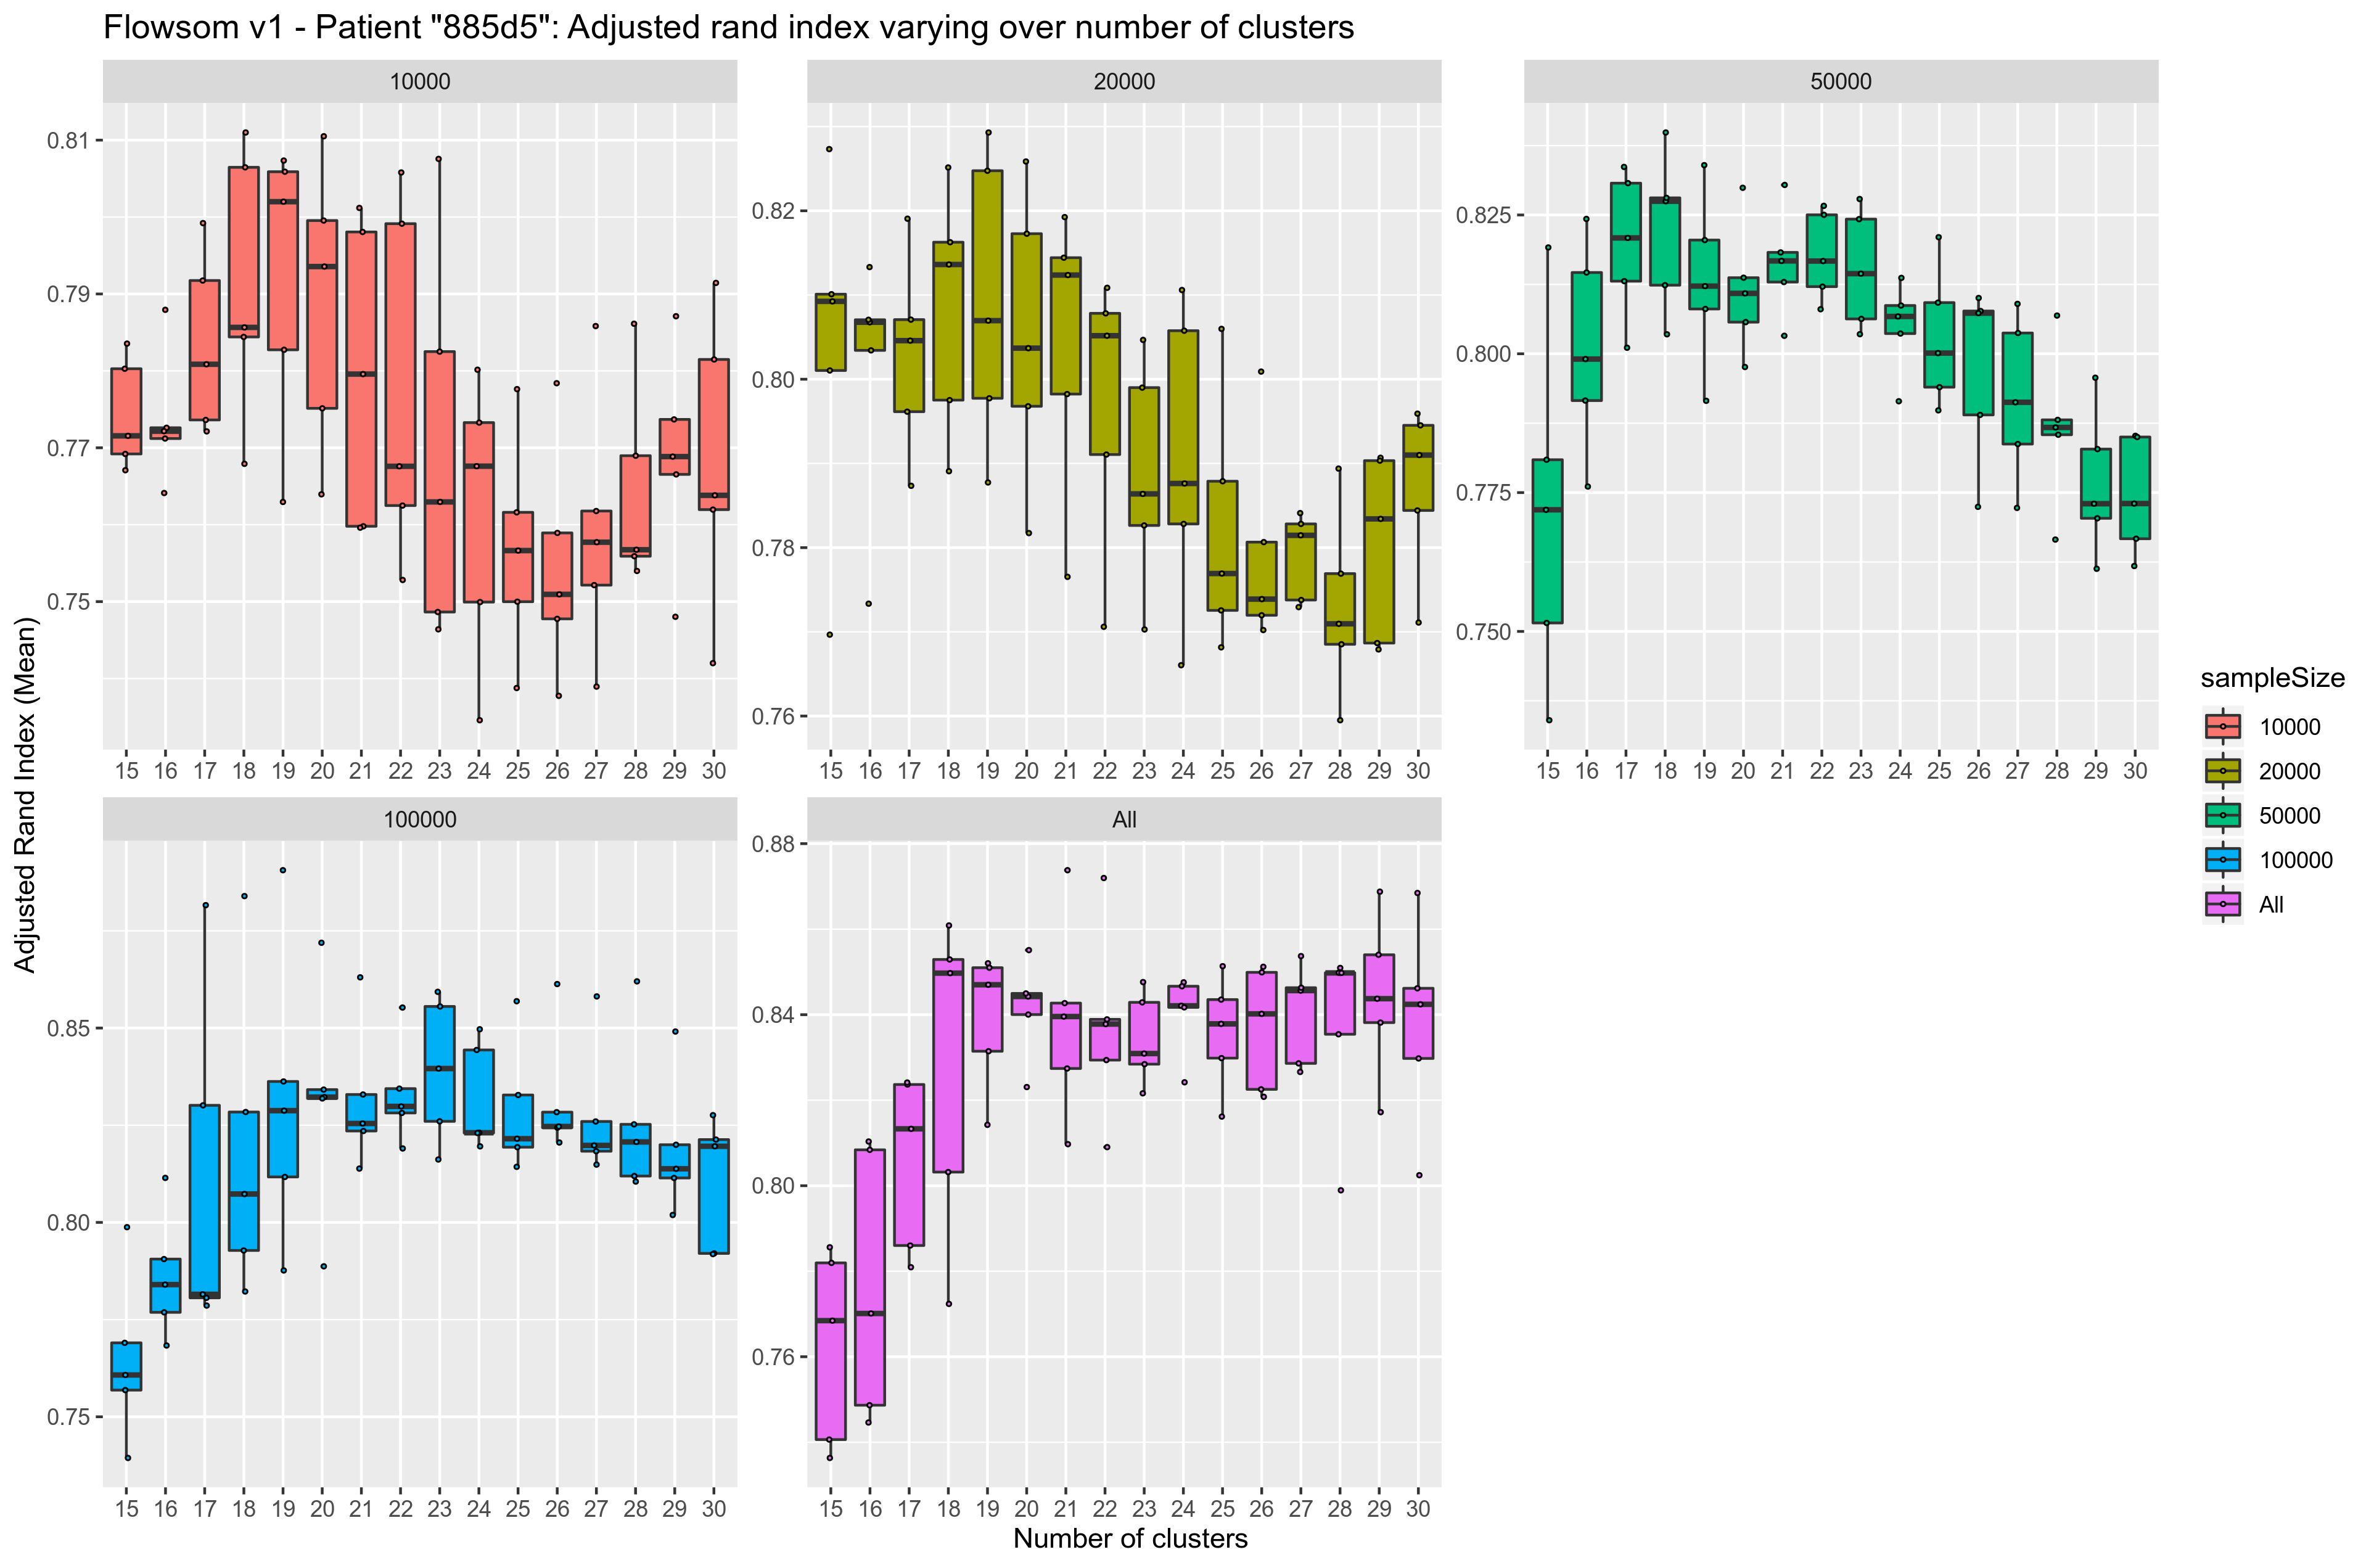 Flowsom v1 - Patient "885d5": Adjusted rand index varying over number of clusters
10000
20000
50000
0.81
0.79
0.77
0.75
0.82
0.80
0.78
0.76
0.825
0.800
0.775
0.750
15 16 17 18 19 20 21 22 23 24 25 26 27 28 29 30
15 16 17 18 19 20 21 22 23 24 25 26 27 28 29 30
15 16 17 18 19 20 21 22 23 24 25 26 27 28 29 30
Adjusted Rand Index (Mean)
100000
All
0.85
0.80
0.75
0.88
0.84
0.80
0.76
15 16 17 18 19 20 21 22 23 24 25 26 27 28 29 30
15 16 17 18 19 20 21 22 23 24 25 26 27 28 29 30
Number of clusters
sampleSize
10000
20000
50000
100000
All